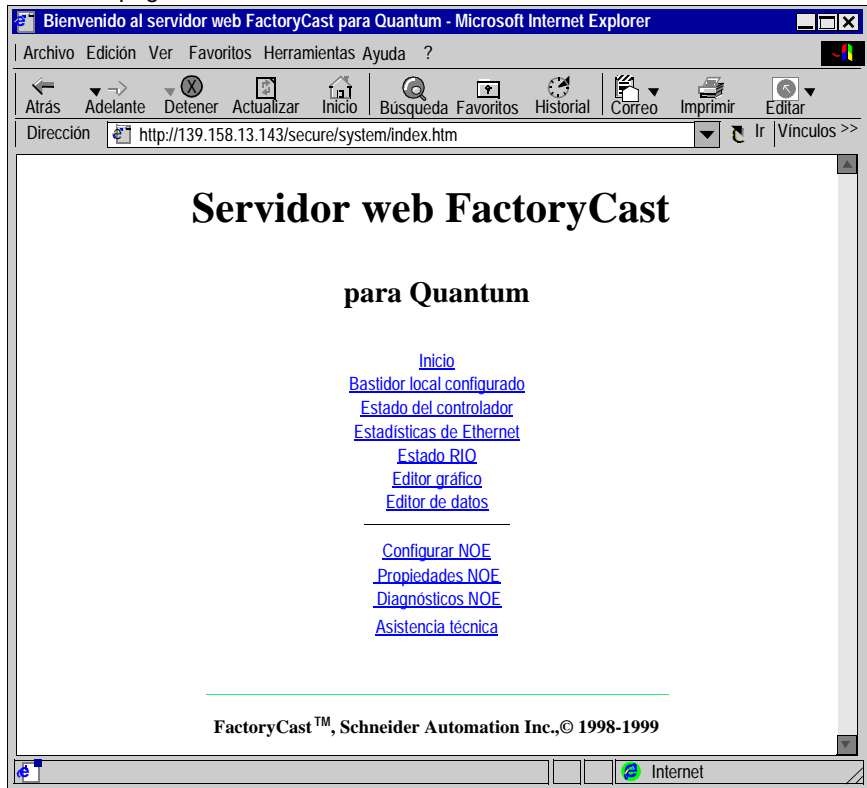 Bienvenido al servidor web FactoryCast para Quantum - Microsoft Internet Explorer
Archivo Edición Ver Favoritos Herramientas Ayuda ?
Atrás Adelante Detener Actualizar Inicio Búsqueda Favoritos Historial Correo Imprimir Editar
Dirección http://139.158.13.143/secure/system/index.htm Ir Vínculos >>
Servidor web FactoryCast
para Quantum
Inicio
Bastidor local configurado
Estado del controlador
Estadísticas de Ethernet
Estado RIO
Editor gráfico
Editor de datos
Configurar NOE
Propiedades NOE
Diagnósticos NOE
Asistencia técnica
FactoryCast™, Schneider Automation Inc.,© 1998-1999
Internet